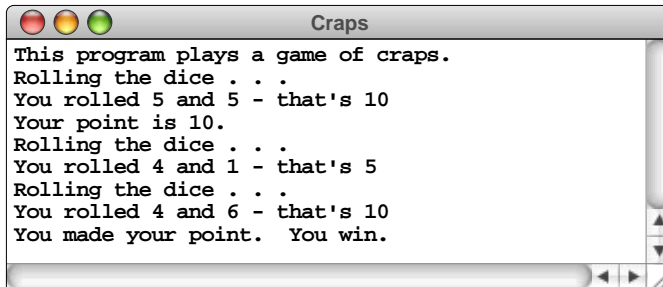 Craps
This program plays a game of craps.
Rolling the dice . . .
You rolled 5 and 5 - that's 10
Your point is 10.
Rolling the dice . . .
You rolled 4 and 1 - that's 5
Rolling the dice . . .
You rolled 4 and 6 - that's 10
You made your point.  You win.